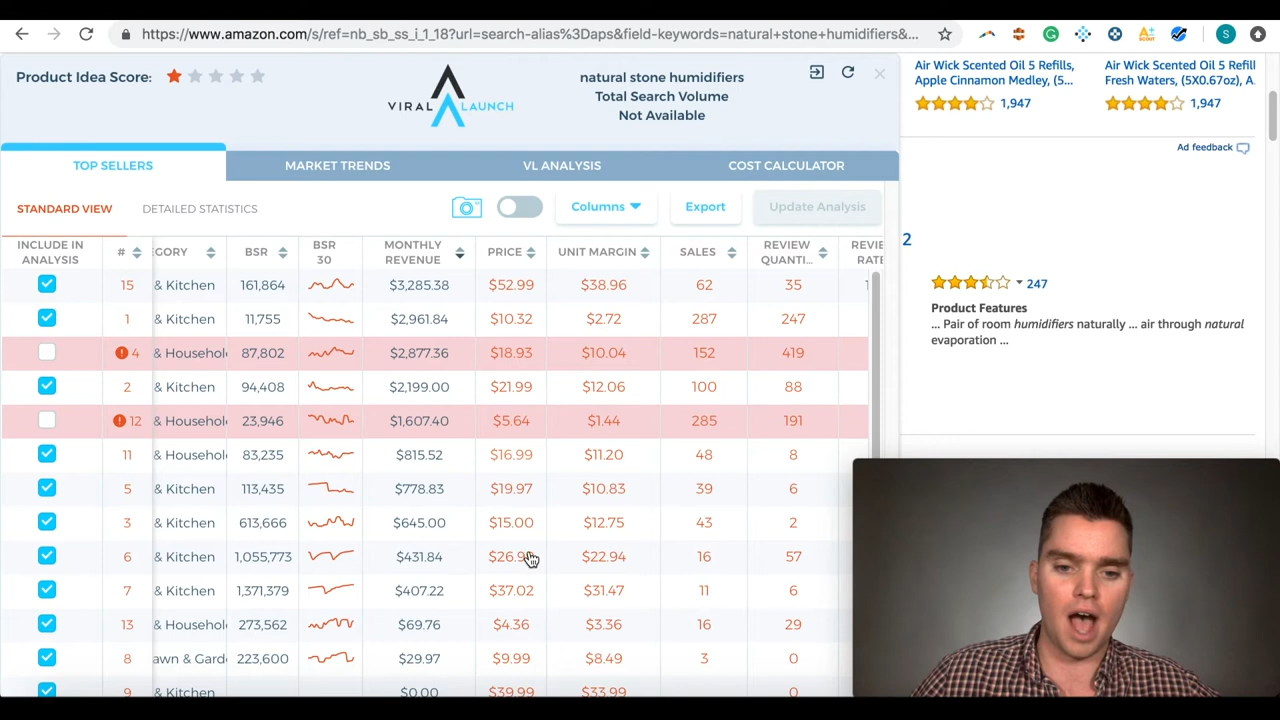 https://www.amazon.com/s/ref=nb_sb_ss_i_1_18?url=search-alias%3Daps&field-keywords=natural+stone+humidifiers&...
S
Product Idea Score:
VIRAL LAUNCH
natural stone humidifiers
Total Search Volume
Not Available
TOP SELLERS MARKET TRENDS VL ANALYSIS COST CALCULATOR
STANDARD VIEW DETAILED STATISTICS Columns Export Update Analysis
INCLUDE IN ANALYSIS # GORY BSR BSR 30 MONTHLY REVENUE PRICE UNIT MARGIN SALES REVIEW QUANTI... REVIE RATE
15 & Kitchen 161,864 $3,285.38 $52.99 $38.96 62 35 1
1 & Kitchen 11,755 $2,961.84 $10.32 $2.72 287 247
! 4 & Househol 87,802 $2,877.36 $18.93 $10.04 152 419
2 & Kitchen 94,408 $2,199.00 $21.99 $12.06 100 88
! 12 & Househol 23,946 $1,607.40 $5.64 $1.44 285 191
11 & Househol 83,235 $815.52 $16.99 $11.20 48 8
5 & Kitchen 113,435 $778.83 $19.97 $10.83 39 6
3 & Kitchen 613,666 $645.00 $15.00 $12.75 43 2
6 & Kitchen 1,055,773 $431.84 $26.9 $22.94 16 57
7 & Kitchen 1,371,379 $407.22 $37.02 $31.47 11 6
13 & Househol 273,562 $69.76 $4.36 $3.36 16 29
8 awn & Gard 223,600 $29.97 $9.99 $8.49 3 0
9 & Kitchen $0.00 $39.99 $33.99 0
Air Wick Scented Oil 5 Refills, Air Wick Scented Oil 5 Refill
Apple Cinnamon Medley, (5... Fresh Waters, (5X0.67oz), A.
1,947 1,947
Ad feedback
2
247
Product Features
... Pair of room humidifiers naturally ... air through natural
evaporation ...